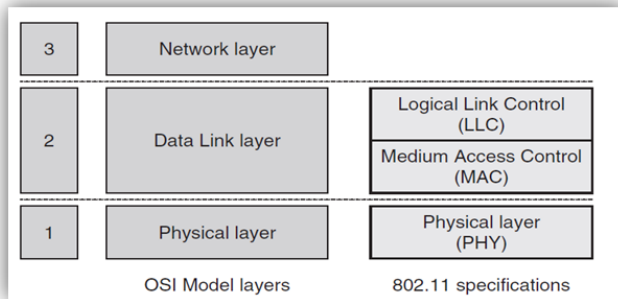 3
Network layer
2
Data Link layer
Logical Link Control
(LLC)
Medium Access Control
(MAC)
1
Physical layer
Physical layer
(PHY)
OSI Model layers
802.11 specifications